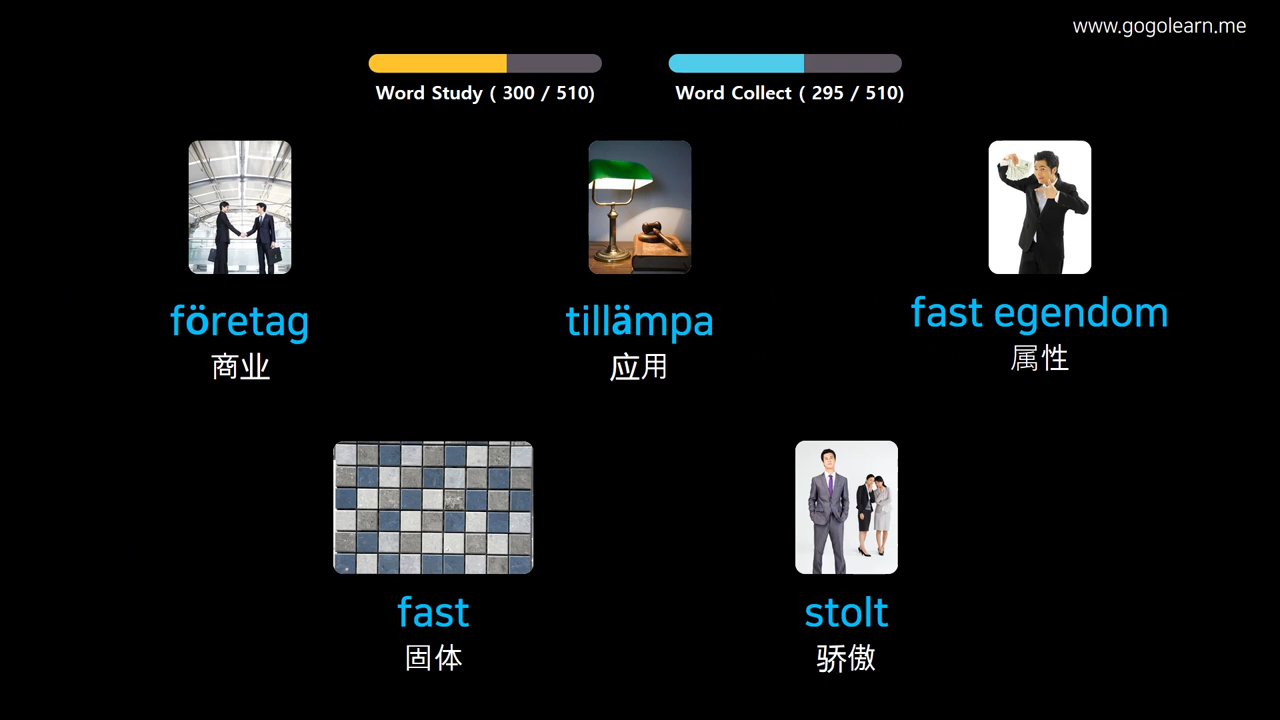 www.gogolearn.me
Word Study ( 300 / 510)
Word Collect ( 295 / 510)
företag
商业
tillämpa
应用
fast egendom
属性
fast
固体
stolt
骄傲